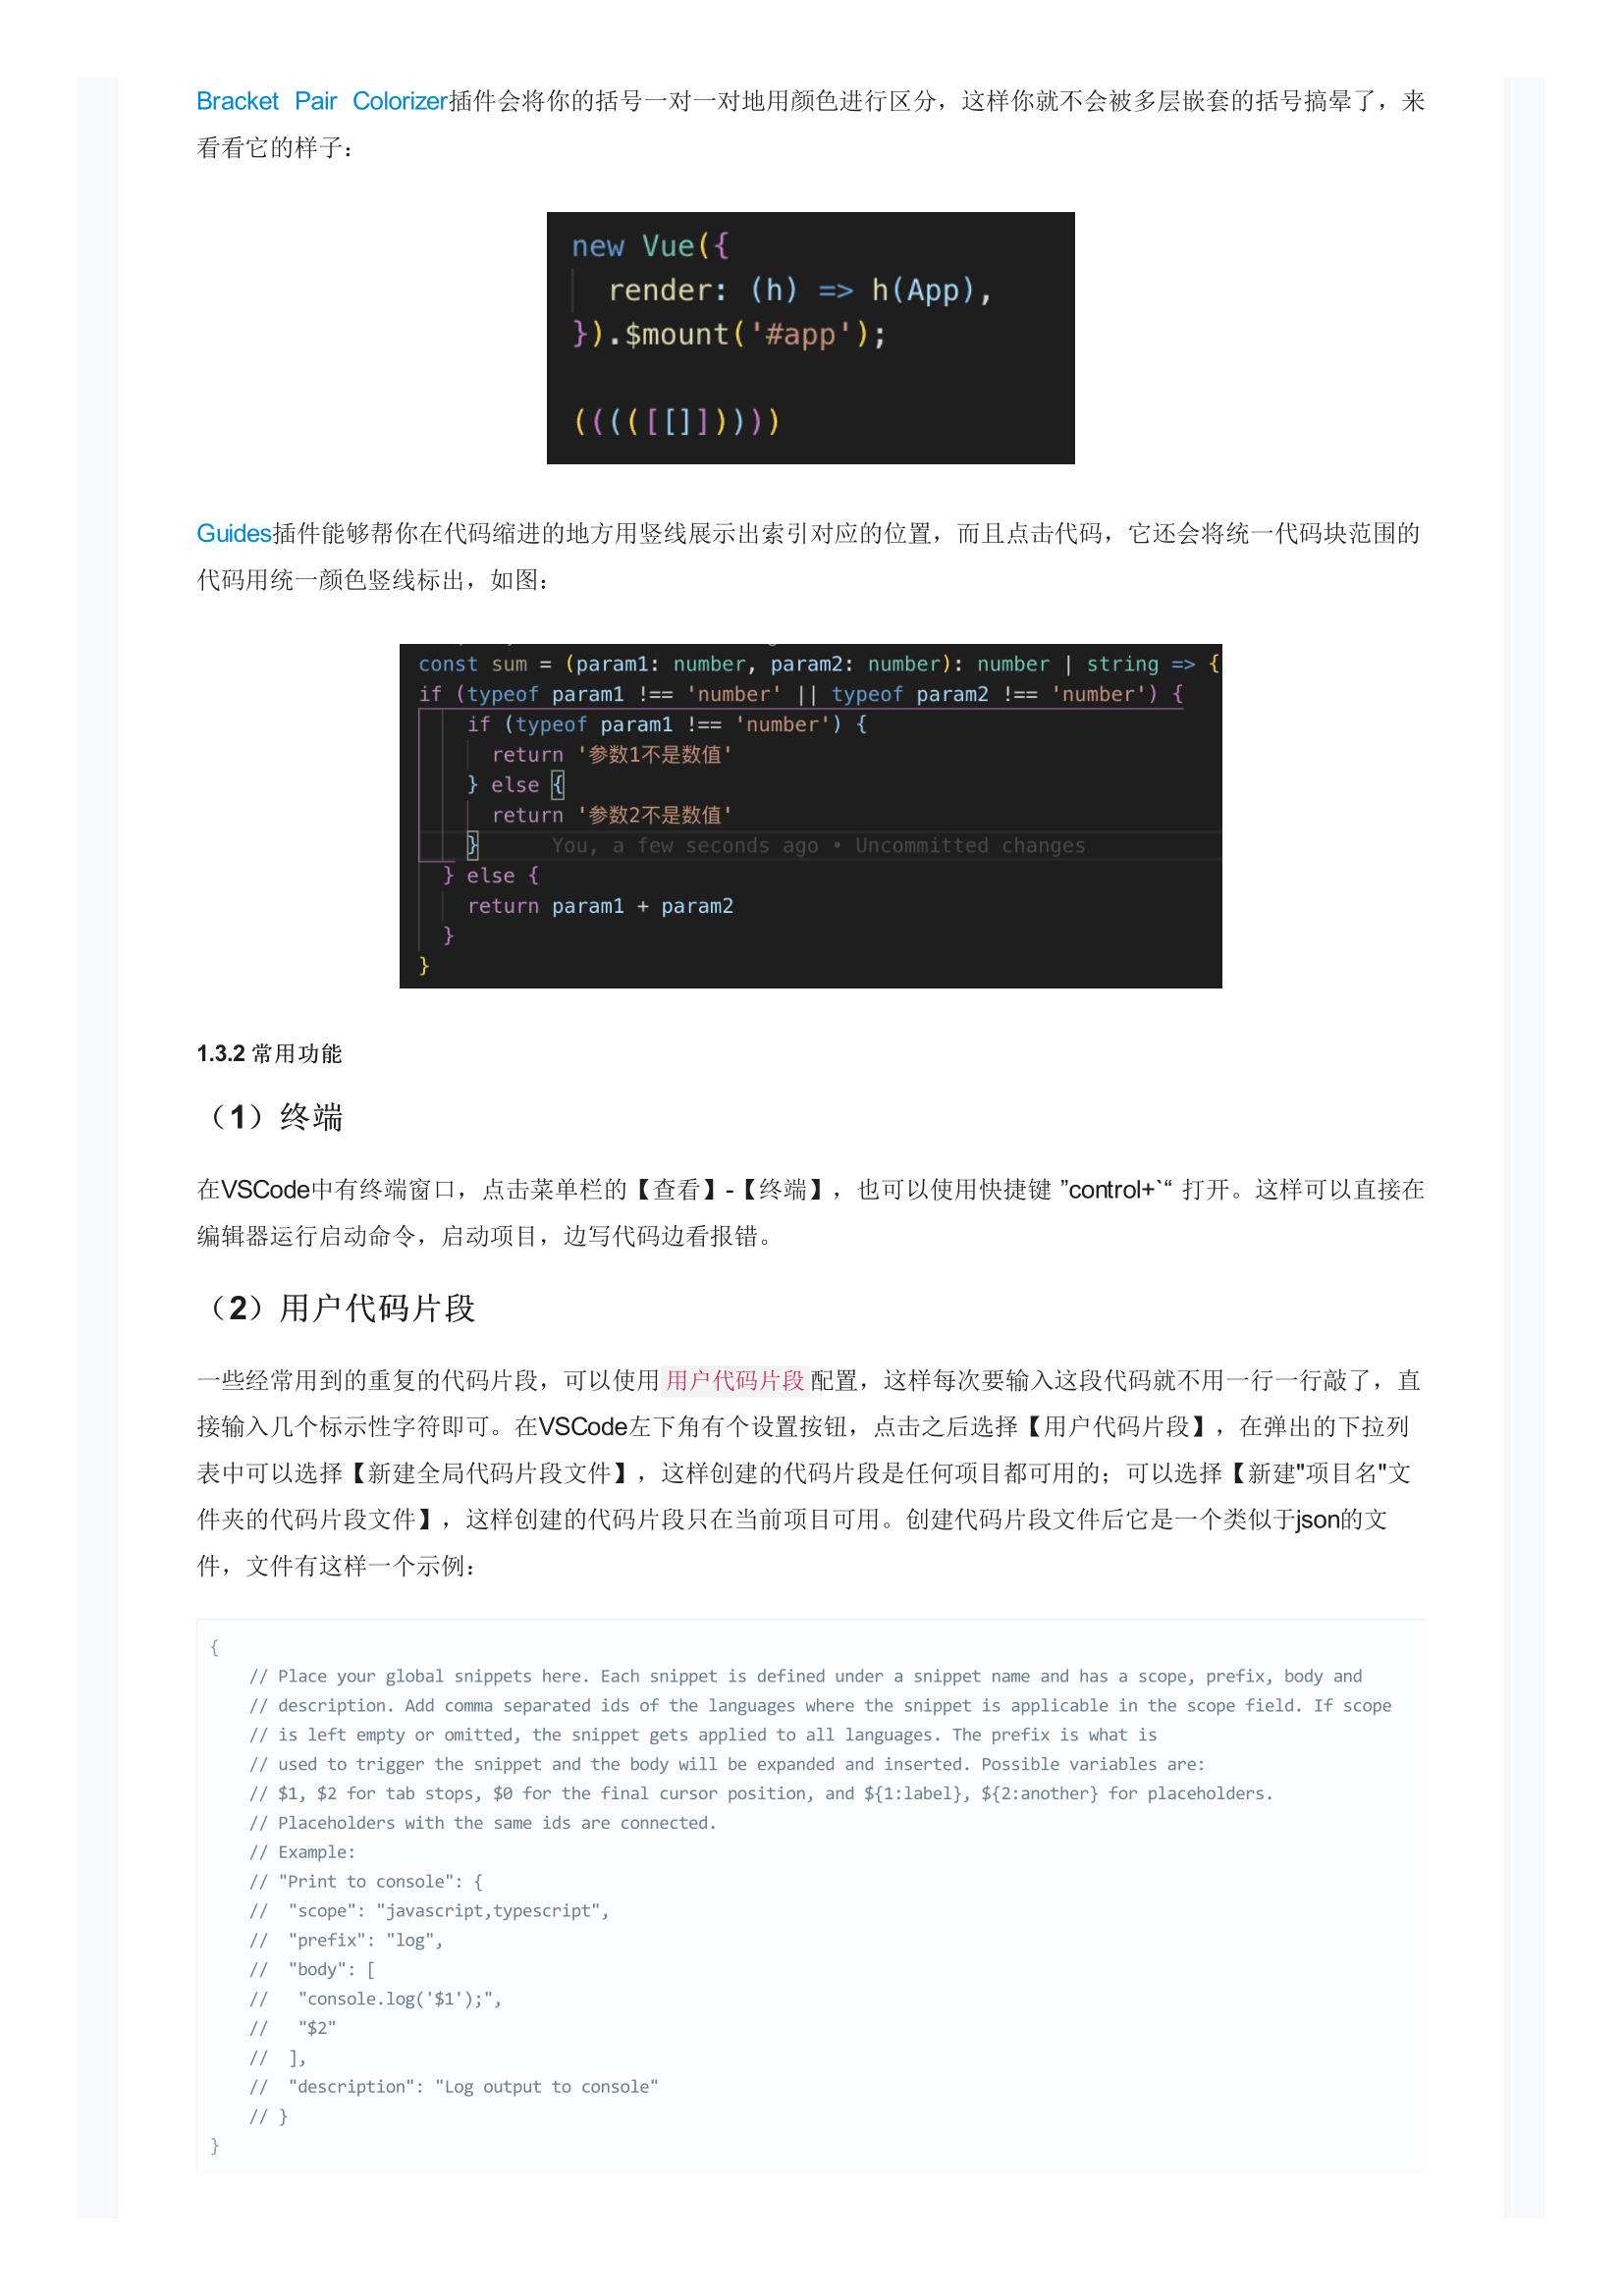 Bracket Pair Colorizer插件会将你的括号一对一对地用颜色进行区分，这样你就不会被多层嵌套的括号搞晕了，来
看看它的样子：
new Vue({
  render: (h) => h(App),
}).$mount('#app');
(((([[]]))))
Guides插件能够帮你在代码缩进的地方用竖线展示出索引对应的位置，而且点击代码，它还会将统一代码块范围的
代码用统一颜色竖线标出，如图：
const sum = (param1: number, param2: number): number | string => {
if (typeof param1 !== 'number' || typeof param2 !== 'number') {
    if (typeof param1 !== 'number') {
      return '参数1不是数值'
    } else {
      return '参数2不是数值'
    }      You, a few seconds ago • Uncommitted changes
  } else {
    return param1 + param2
  }
}
1.3.2 常用功能
（1）终端
在VSCode中有终端窗口，点击菜单栏的【查看】-【终端】，也可以使用快捷键 ”control+`“ 打开。这样可以直接在
编辑器运行启动命令，启动项目，边写代码边看报错。
（2）用户代码片段
一些经常用到的重复的代码片段，可以使用用户代码片段配置，这样每次要输入这段代码就不用一行一行敲了，直
接输入几个标示性字符即可。在VSCode左下角有个设置按钮，点击之后选择【用户代码片段】，在弹出的下拉列
表中可以选择【新建全局代码片段文件】，这样创建的代码片段是任何项目都可用的；可以选择【新建"项目名"文
件夹的代码片段文件】，这样创建的代码片段只在当前项目可用。创建代码片段文件后它是一个类似于json的文
件，文件有这样一个示例：
{
    // Place your global snippets here. Each snippet is defined under a snippet name and has a scope, prefix, body and
    // description. Add comma separated ids of the languages where the snippet is applicable in the scope field. If scope
    // is left empty or omitted, the snippet gets applied to all languages. The prefix is what is
    // used to trigger the snippet and the body will be expanded and inserted. Possible variables are:
    // $1, $2 for tab stops, $0 for the final cursor position, and ${1:label}, ${2:another} for placeholders.
    // Placeholders with the same ids are connected.
    // Example:
    // "Print to console": {
    //  "scope": "javascript,typescript",
    //  "prefix": "log",
    //  "body": [
    //   "console.log('$1');",
    //   "$2"
    //  ],
    //  "description": "Log output to console"
    // }
}